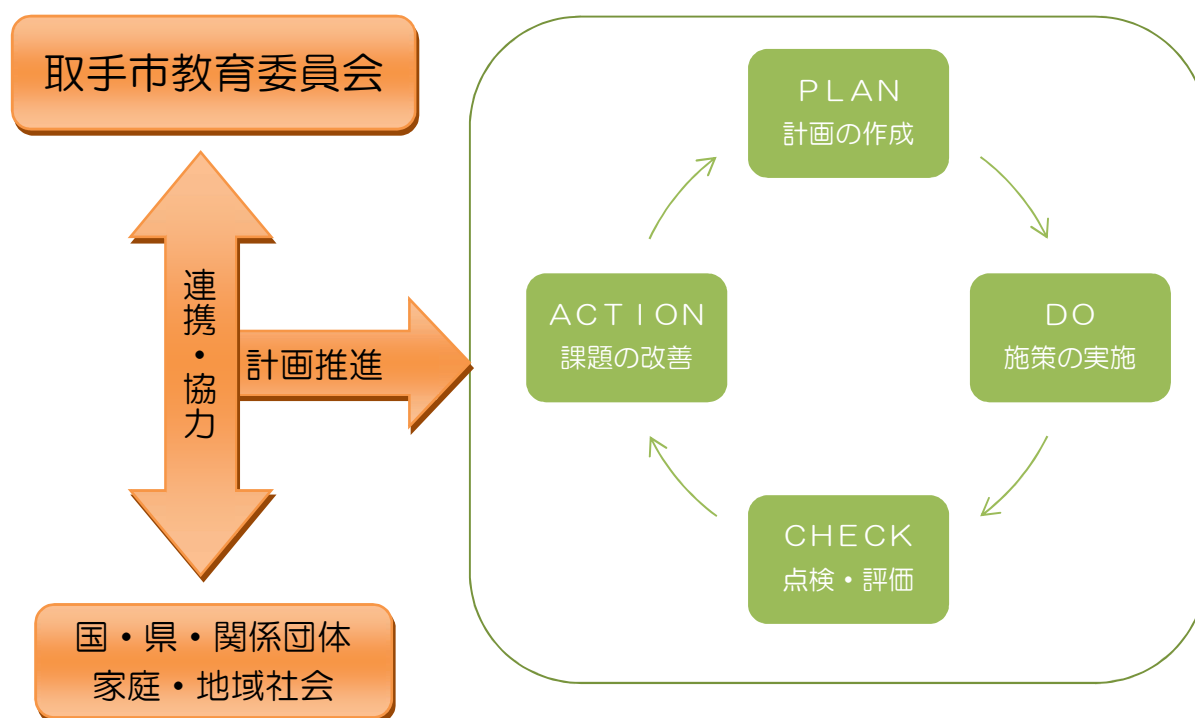 取手市教育委員会
連携・協力
計画推進
国・県・関係団体
家庭・地域社会
ＰＬＡＮ
計画の作成
ＤＯ
施策の実施
ＣＨＥＣＫ
点検・評価
ＡＣＴＩＯＮ
課題の改善